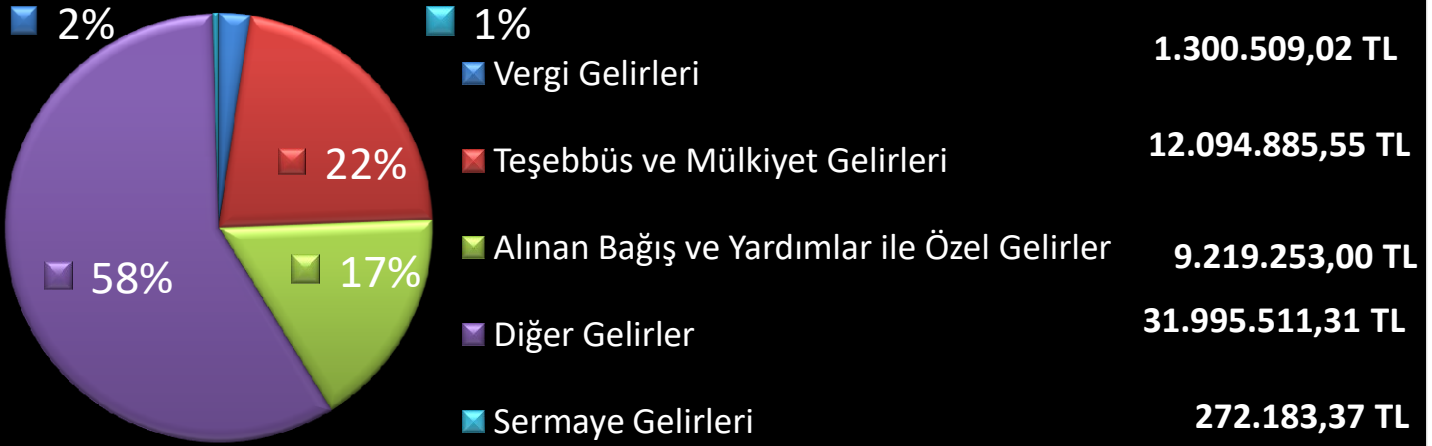 2%
1%
22%
17%
58%
Vergi Gelirleri 1.300.509,02 TL
Teşebbüs ve Mülkiyet Gelirleri 12.094.885,55 TL
Alınan Bağış ve Yardımlar ile Özel Gelirler 9.219.253,00 TL
Diğer Gelirler 31.995.511,31 TL
Sermaye Gelirleri 272.183,37 TL